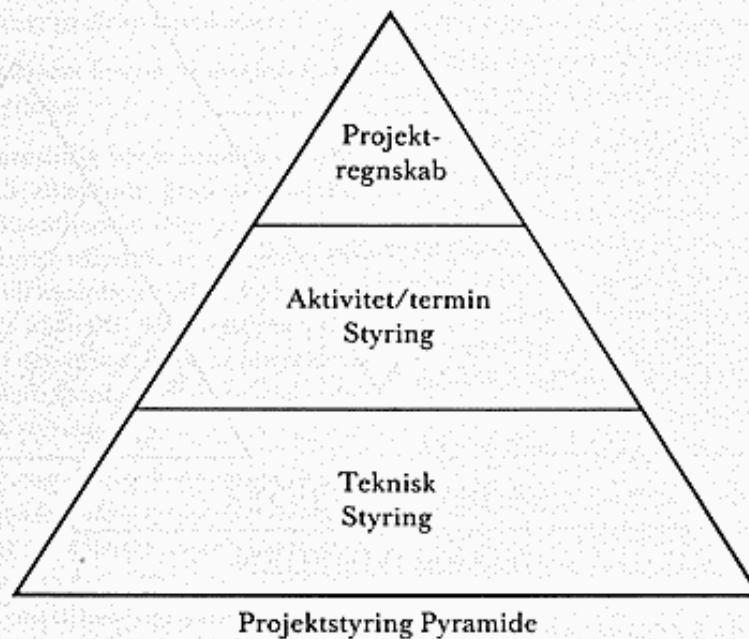 Projekt-
regnskab
Aktivitet/termin
Styring
Teknisk
Styring
Projektstyring Pyramide